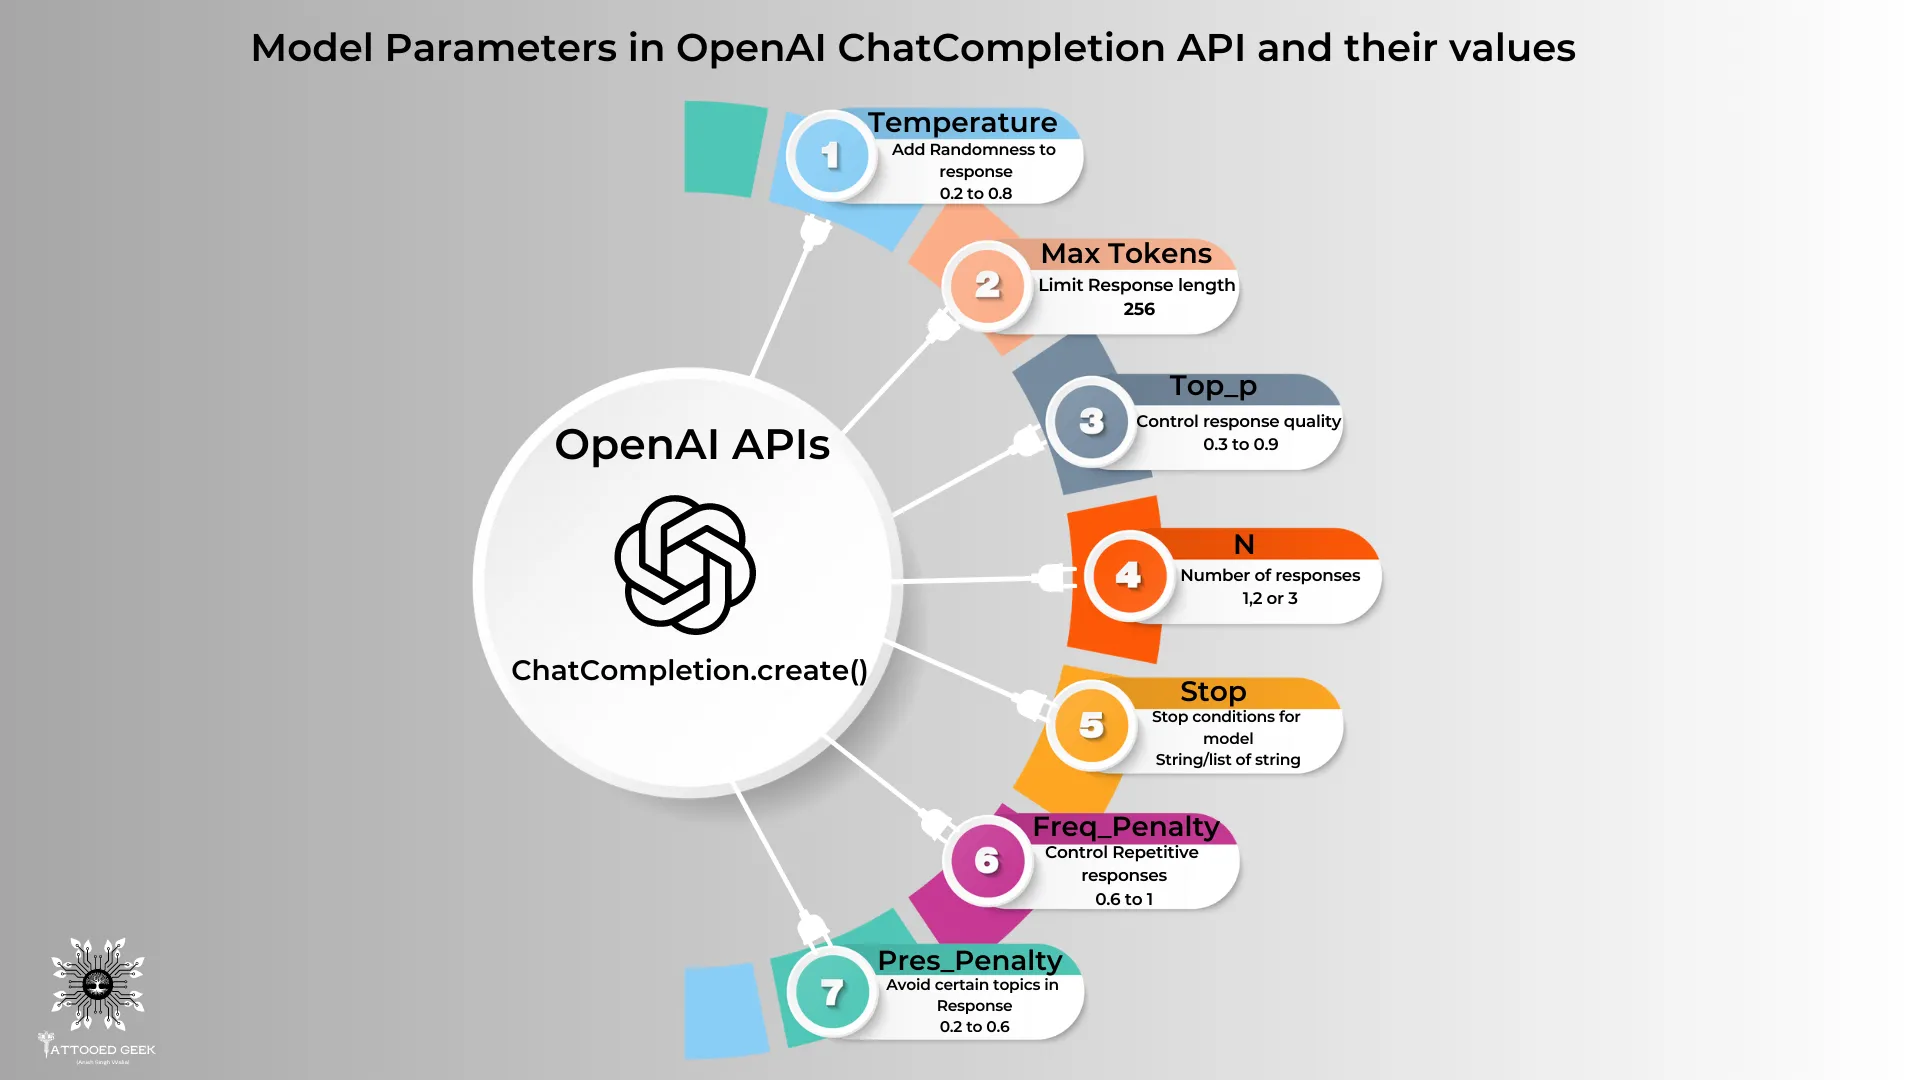 Model Parameters in OpenAI ChatCompletion API and their values
1
Temperature
Add Randomness to
response
0.2 to 0.8
2
Max Tokens
Limit Response length
256
3
Top_p
Control response quality
0.3 to 0.9
OpenAI APIs
ChatCompletion.create()
4
N
Number of responses
1,2 or 3
5
Stop
Stop conditions for
model
String/list of string
6
Freq_Penalty
Control Repetitive
responses
0.6 to 1
7
Pres_Penalty
Avoid certain topics in
Response
0.2 to 0.6
TATTOOED GEEK